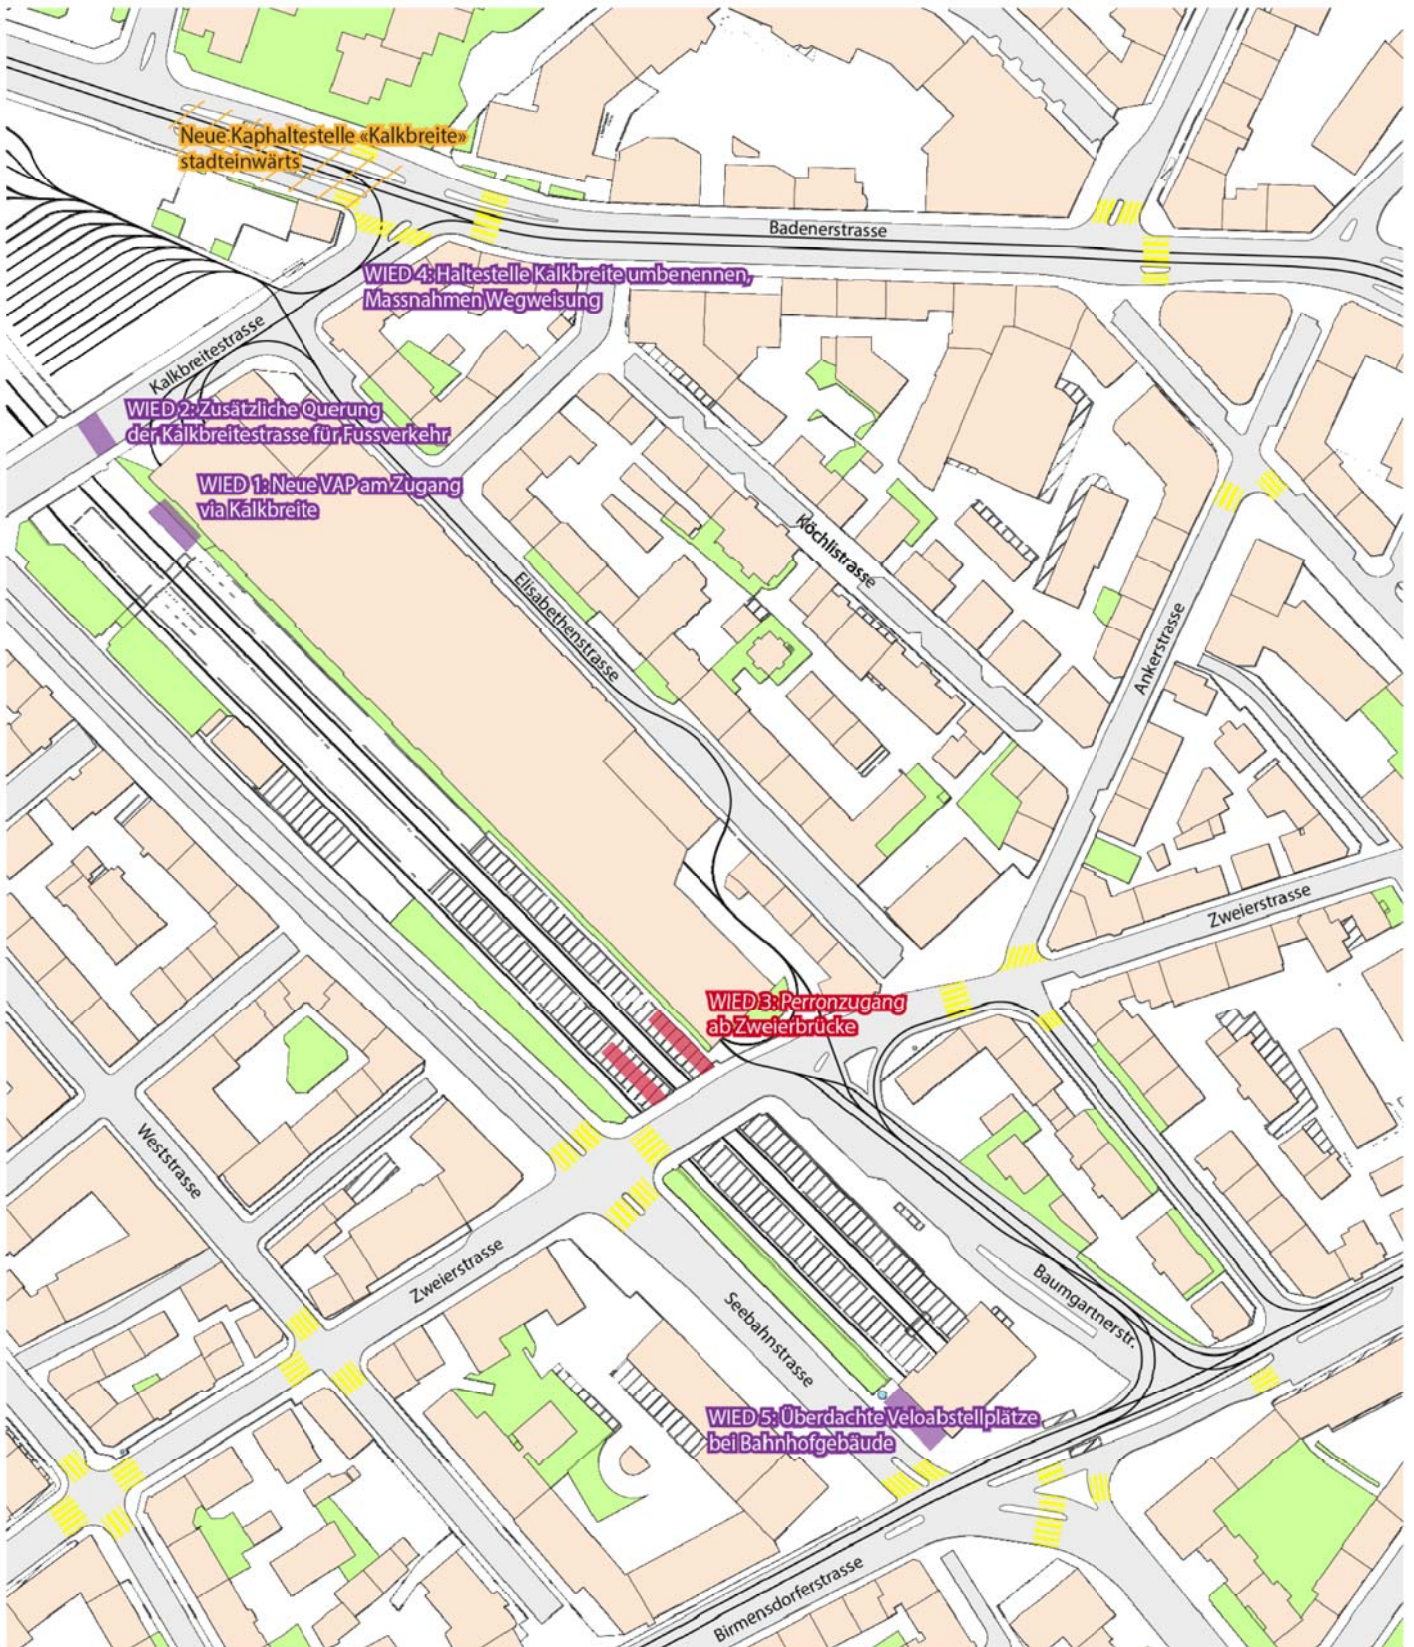 Neue Kaphaltestelle «Kalkbreite»
stadteinwärts
Badenerstrasse
WIED 4: Haltestelle Kalkbreite umbenennen,
Massnahmen Wegweisung
Kalkbreitestrasse
WIED 2: Zusätzliche Querung
der Kalkbreitestrasse für Fussverkehr
WIED 1: Neue VAP am Zugang
via Kalkbreite
Köchlistrasse
Elisabethenstrasse
Ankerstrasse
Zweierstrasse
WIED 3: Perronzugang
ab Zweierbrücke
Weststrasse
Zweierstrasse
Seebahnstrasse
Baumgartnerstr.
WIED 5: Überdachte Veloabstellplätze
bei Bahnhofgebäude
Birmensdorferstrasse